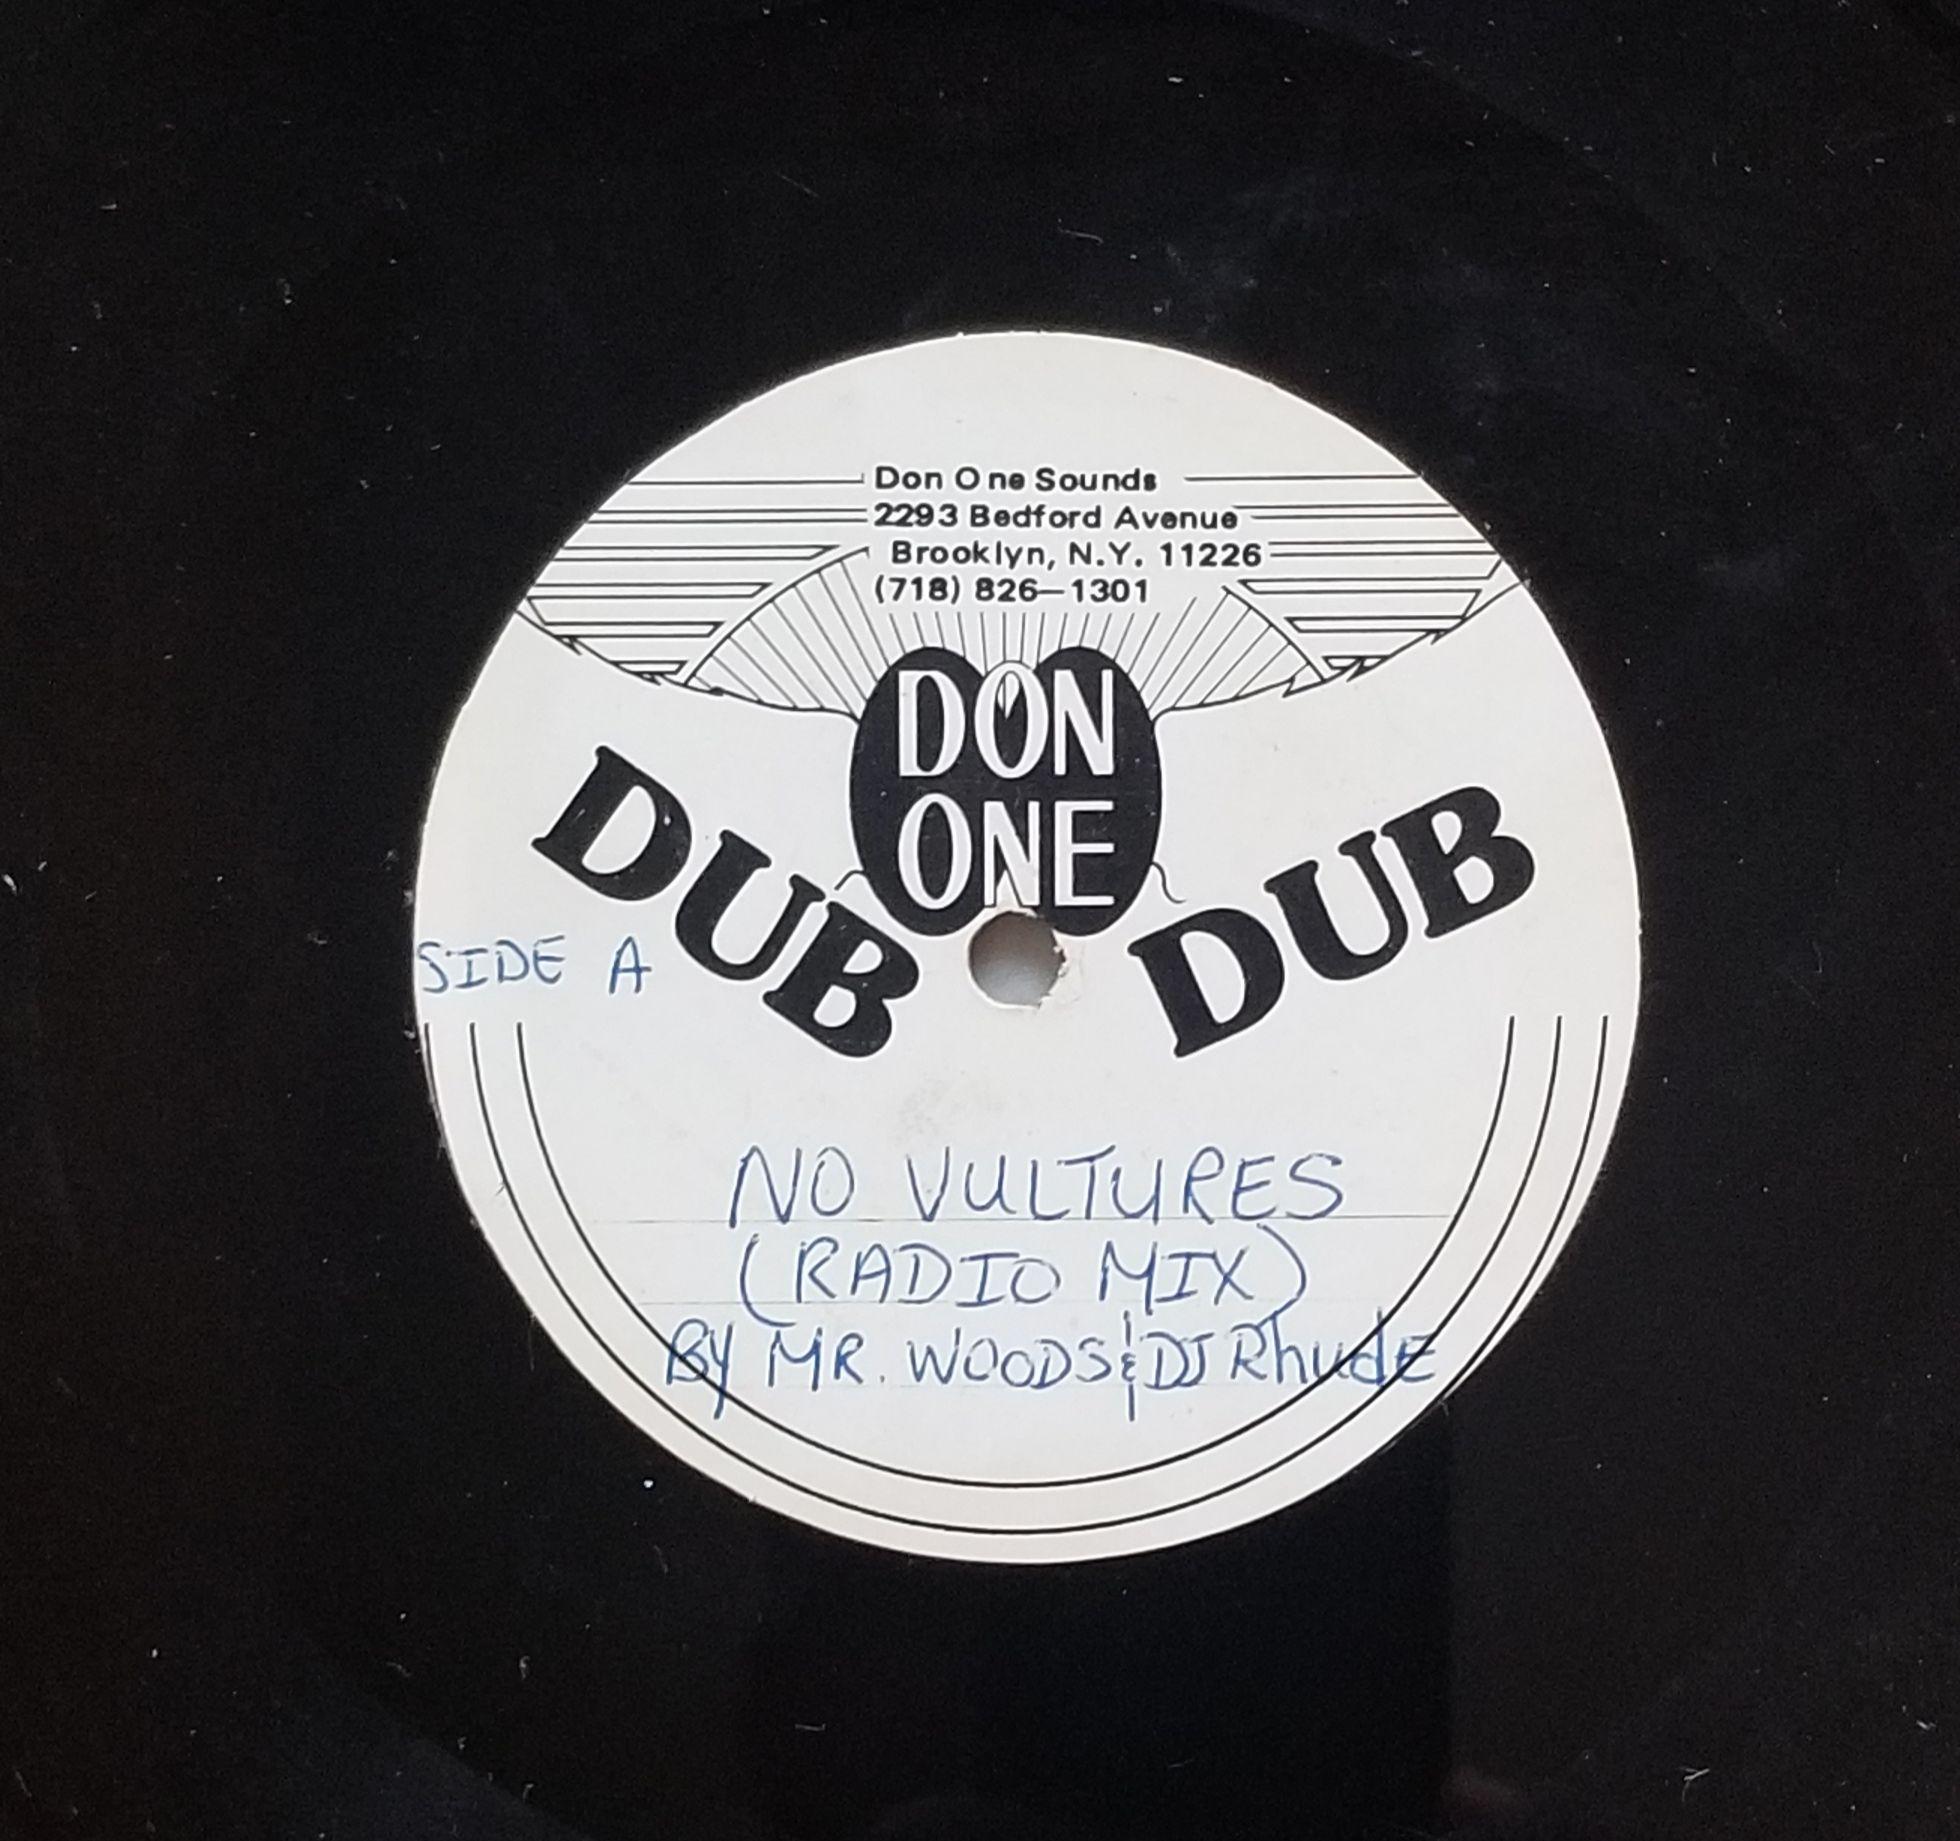 Don One Sounds
2293 Bedford Avenue
Brooklyn, N.Y. 11226
(718) 826—1301
DON
ONE
DUB DUB
SIDE A
NO VULTURES
(RADIO MIX)
BY MR. WOODS & DJ RhudE